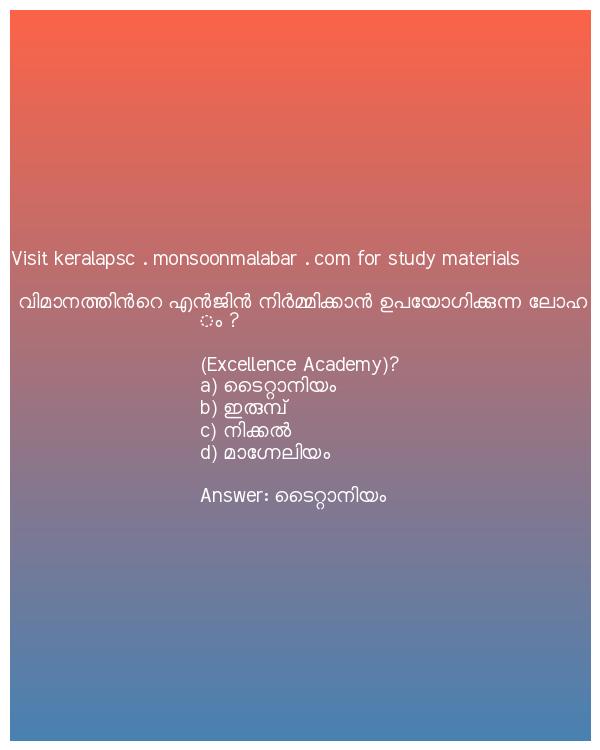 Visit keralapsc . monsoonmalabar . com for study materials
വിമാനത്തിൻറെ എൻജിൻ നിർമ്മിക്കാൻ ഉപയോഗിക്കുന്ന ലോഹ
ം ?
(Excellence Academy)?
a) ടൈറ്റാനിയം
b) ഇരുമ്പ്
c) നിക്കൽ
d) മാഗ്നേലിയം
Answer: ടൈറ്റാനിയം